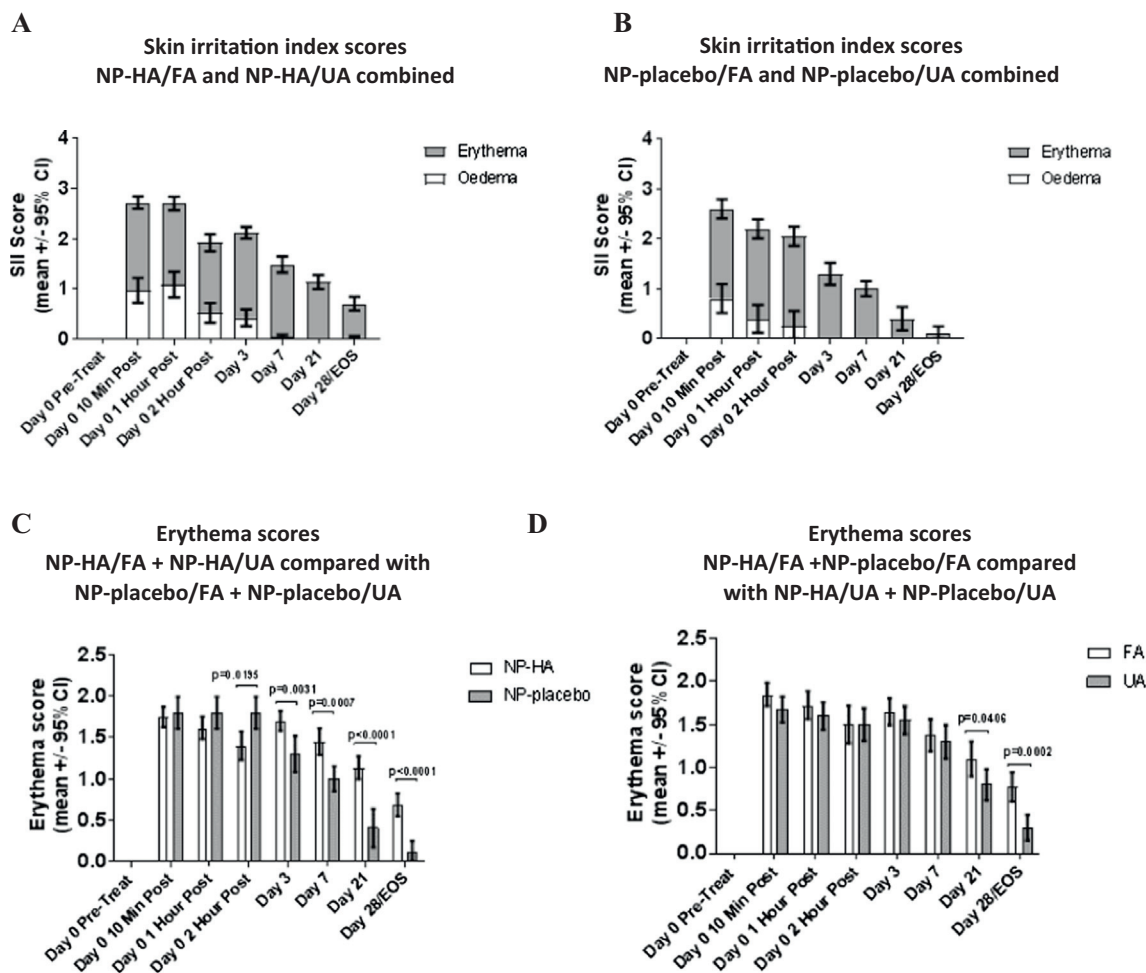 A
Skin irritation index scores
NP-HA/FA and NP-HA/UA combined
SII Score
(mean +/- 95% CI)
4
3
2
1
0
Erythema
Oedema
Day 0 Pre-Treat
Day 0 10 Min Post
Day 0 1 Hour Post
Day 0 2 Hour Post
Day 3
Day 7
Day 21
Day 28/EOS
B
Skin irritation index scores
NP-placebo/FA and NP-placebo/UA combined
SII Score
(mean +/- 95% CI)
4
3
2
1
0
Erythema
Oedema
Day 0 Pre-Treat
Day 0 10 Min Post
Day 0 1 Hour Post
Day 0 2 Hour Post
Day 3
Day 7
Day 21
Day 28/EOS
C
Erythema scores
NP-HA/FA + NP-HA/UA compared with
NP-placebo/FA + NP-placebo/UA
Erythema score
(mean +/- 95% CI)
2.5
2.0
1.5
1.0
0.5
0.0
p=0.0195
p=0.0031
p=0.0007
p<0.0001
p<0.0001
NP-HA
NP-placebo
Day 0 Pre-Treat
Day 0 10 Min Post
Day 0 1 Hour Post
Day 0 2 Hour Post
Day 3
Day 7
Day 21
Day 28/EOS
D
Erythema scores
NP-HA/FA +NP-placebo/FA compared
with NP-HA/UA + NP-Placebo/UA
Erythema score
(mean +/- 95% CI)
2.5
2.0
1.5
1.0
0.5
0.0
p=0.0406
p=0.0002
FA
UA
Day 0 Pre-Treat
Day 0 10 Min Post
Day 0 1 Hour Post
Day 0 2 Hour Post
Day 3
Day 7
Day 21
Day 28/EOS